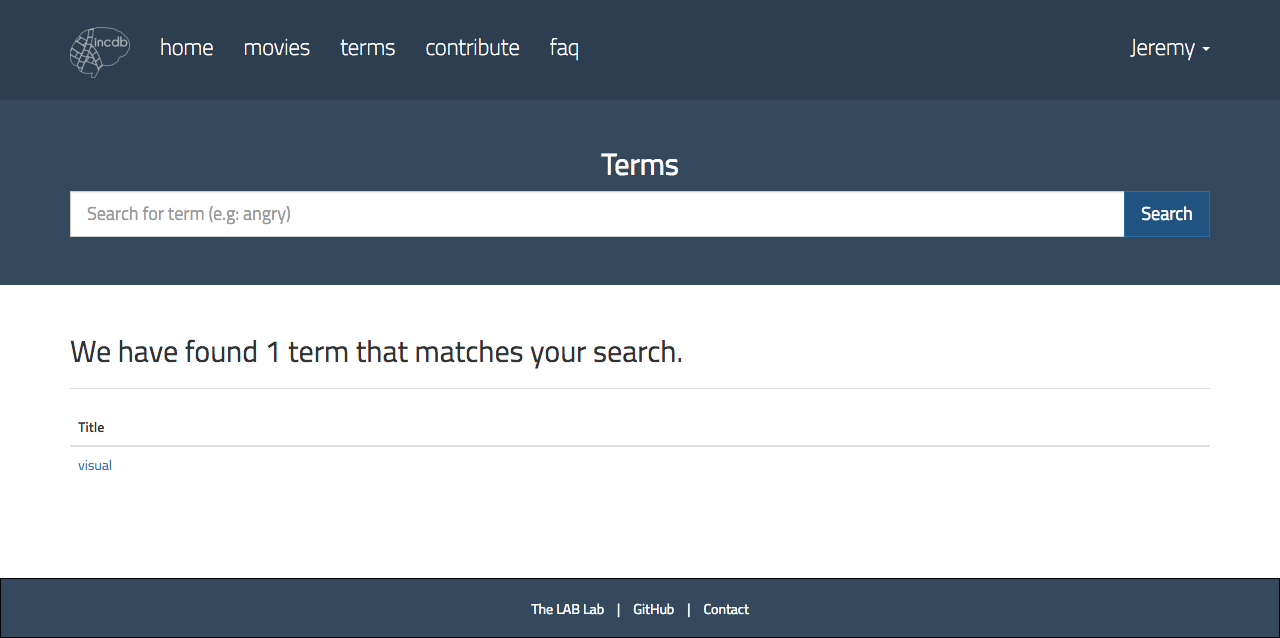 incdb home movies terms contribute faq Jeremy
Terms
Search for term (e.g: angry) Search
We have found 1 term that matches your search.
Title
visual
The LAB Lab | GitHub | Contact